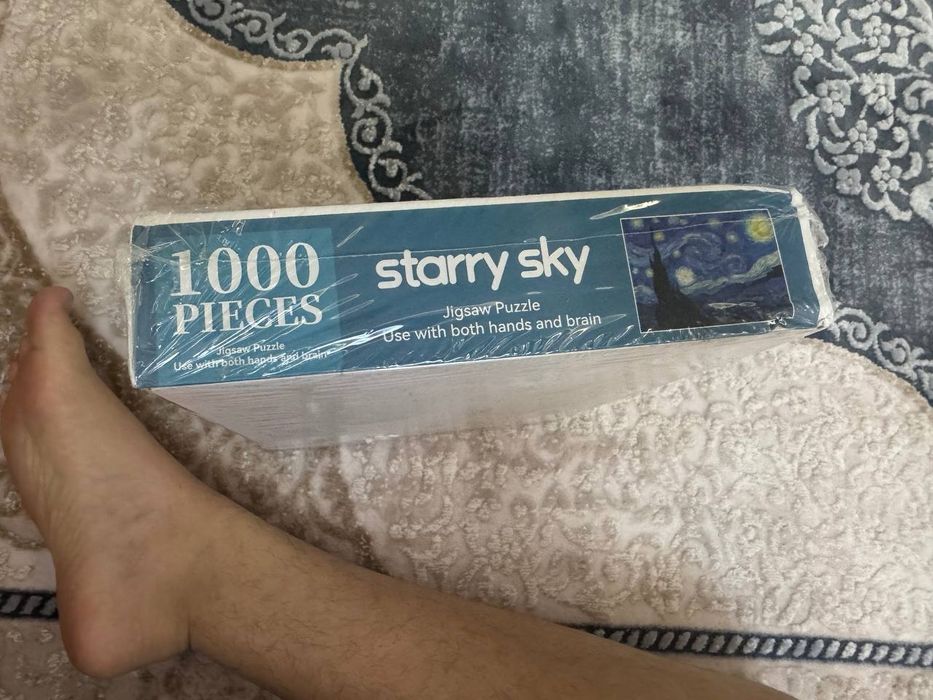 1000
PIECES
Jigsaw Puzzle
Use with both hands and brain
starry sky
Jigsaw Puzzle
Use with both hands and brain